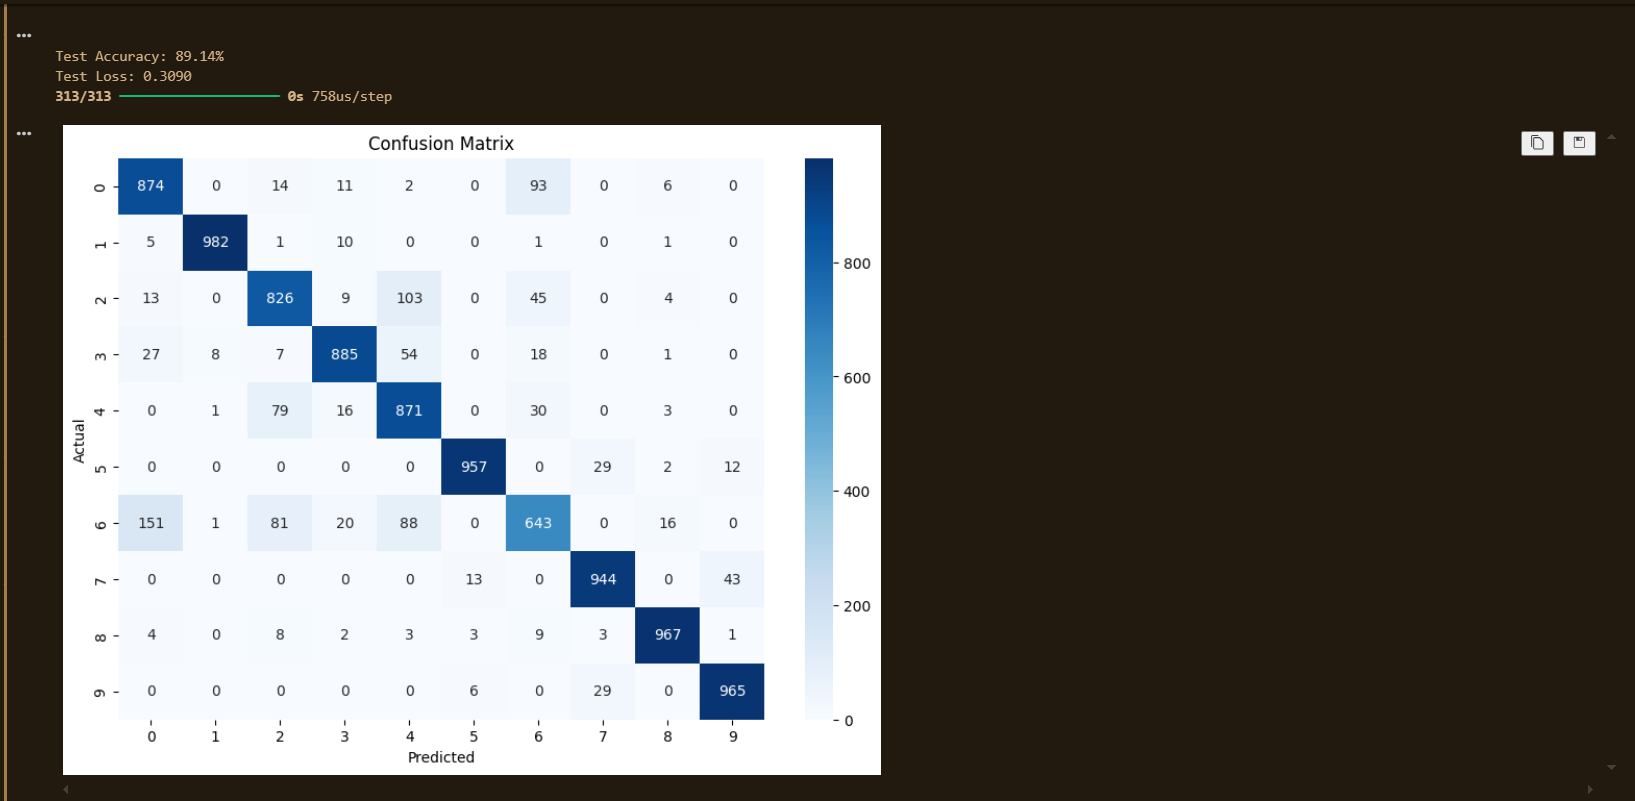 Test Accuracy: 89.14%
Test Loss: 0.3090
313/313 0s 758us/step
Confusion Matrix
0 874 0 14 11 2 0 93 0 6 0
1 5 982 1 10 0 0 1 0 1 0
2 13 0 826 9 103 0 45 0 4 0
3 27 8 7 885 54 0 18 0 1 0
4 0 1 79 16 871 0 30 0 3 0
5 0 0 0 0 0 957 0 29 2 12
6 151 1 81 20 88 0 643 0 16 0
7 0 0 0 0 0 13 0 944 0 43
8 4 0 8 2 3 3 9 3 967 1
9 0 0 0 0 0 6 0 29 0 965
0 1 2 3 4 5 6 7 8 9
Predicted
Actual
800
600
400
200
0